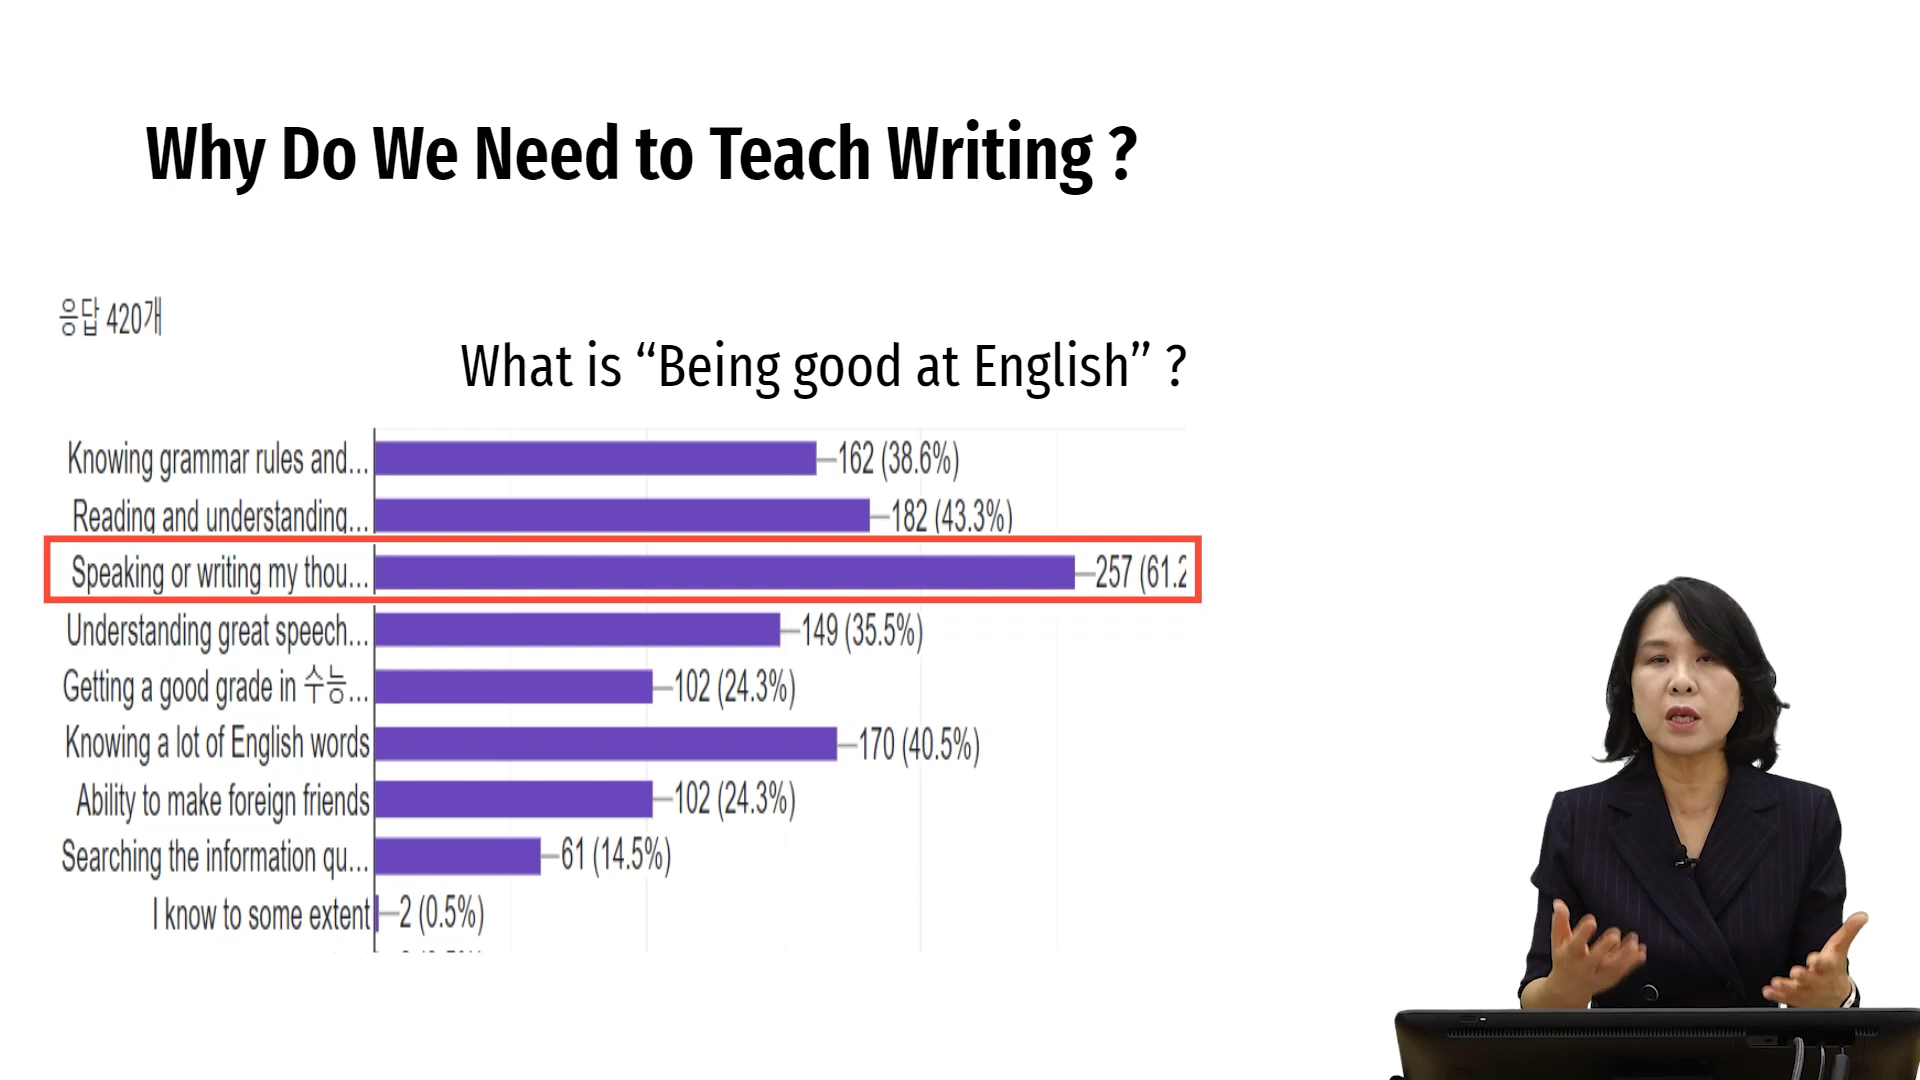 Why Do We Need to Teach Writing ?
응답 420개
What is “Being good at English” ?
Knowing grammar rules and... 162 (38.6%)
Reading and understanding... 182 (43.3%)
Speaking or writing my thou... 257 (61.2
Understanding great speech... 149 (35.5%)
Getting a good grade in 수능... 102 (24.3%)
Knowing a lot of English words 170 (40.5%)
Ability to make foreign friends 102 (24.3%)
Searching the information qu... 61 (14.5%)
I know to some extent 2 (0.5%)